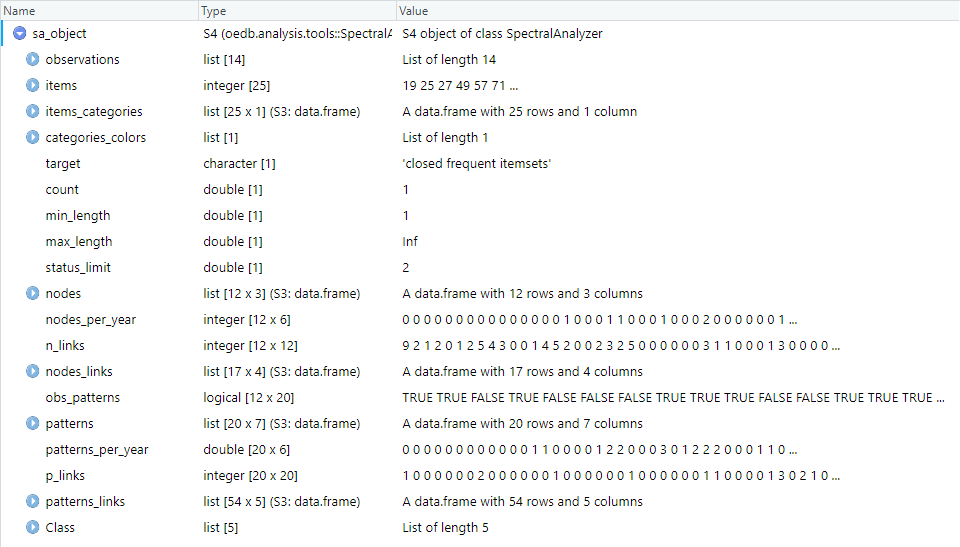 Name Type Value
sa_object S4 (oedb.analysis.tools::SpectralA S4 object of class SpectralAnalyzer
observations list [14] List of length 14
items integer [25] 19 25 27 49 57 71 ...
items_categories list [25 x 1] (S3: data.frame) A data.frame with 25 rows and 1 column
categories_colors list [1] List of length 1
target character [1] 'closed frequent itemsets'
count double [1] 1
min_length double [1] 1
max_length double [1] Inf
status_limit double [1] 2
nodes list [12 x 3] (S3: data.frame) A data.frame with 12 rows and 3 columns
nodes_per_year integer [12 x 6] 0 0 0 0 0 0 0 0 0 0 0 0 0 0 0 1 0 0 0 1 1 0 0 0 1 0 0 0 2 0 0 0 0 0 0 1 ...
n_links integer [12 x 12] 9 2 1 2 0 1 2 5 4 3 0 0 1 4 5 2 0 0 2 3 2 5 0 0 0 0 0 0 3 1 1 0 0 0 1 3 0 0 0 0 ...
nodes_links list [17 x 4] (S3: data.frame) A data.frame with 17 rows and 4 columns
obs_patterns logical [12 x 20] TRUE TRUE FALSE TRUE FALSE FALSE FALSE TRUE TRUE TRUE FALSE FALSE TRUE TRUE TRUE ...
patterns list [20 x 7] (S3: data.frame) A data.frame with 20 rows and 7 columns
patterns_per_year double [20 x 6] 0 0 0 0 0 0 0 0 0 0 0 0 1 1 0 0 0 0 1 2 2 0 0 0 3 0 1 2 2 2 0 0 0 1 1 0 ...
p_links integer [20 x 20] 1 0 0 0 0 0 0 2 0 0 0 0 0 0 1 0 0 0 0 0 0 1 0 0 0 0 0 0 1 1 0 0 0 0 1 3 0 2 1 0 ...
patterns_links list [54 x 5] (S3: data.frame) A data.frame with 54 rows and 5 columns
Class list [5] List of length 5